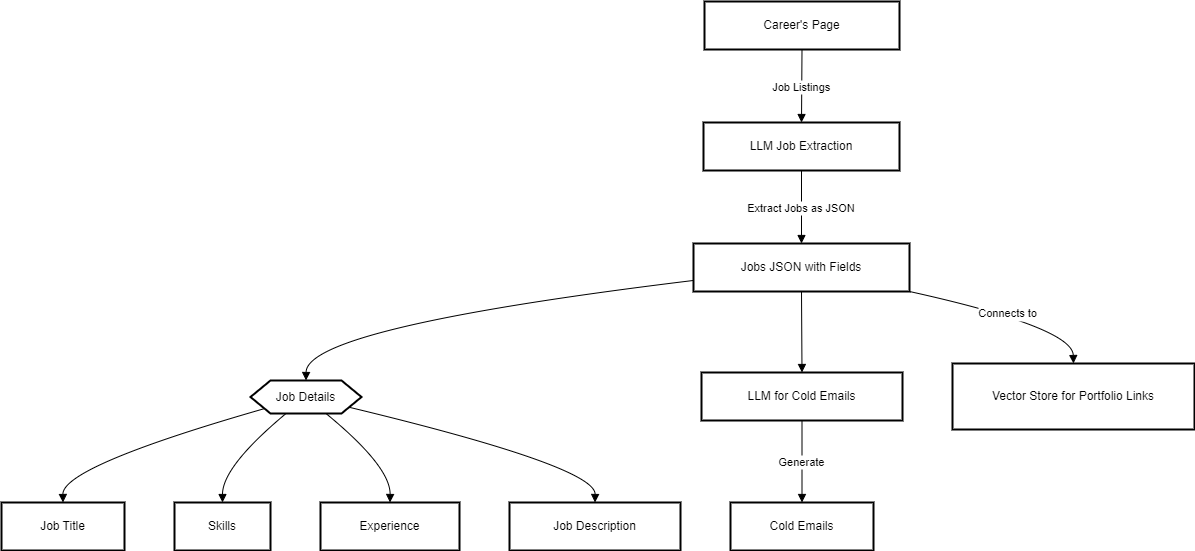 Career's Page
Job Listings
LLM Job Extraction
Extract Jobs as JSON
Jobs JSON with Fields
Connects to
Job Details
LLM for Cold Emails
Vector Store for Portfolio Links
Generate
Job Title
Skills
Experience
Job Description
Cold Emails